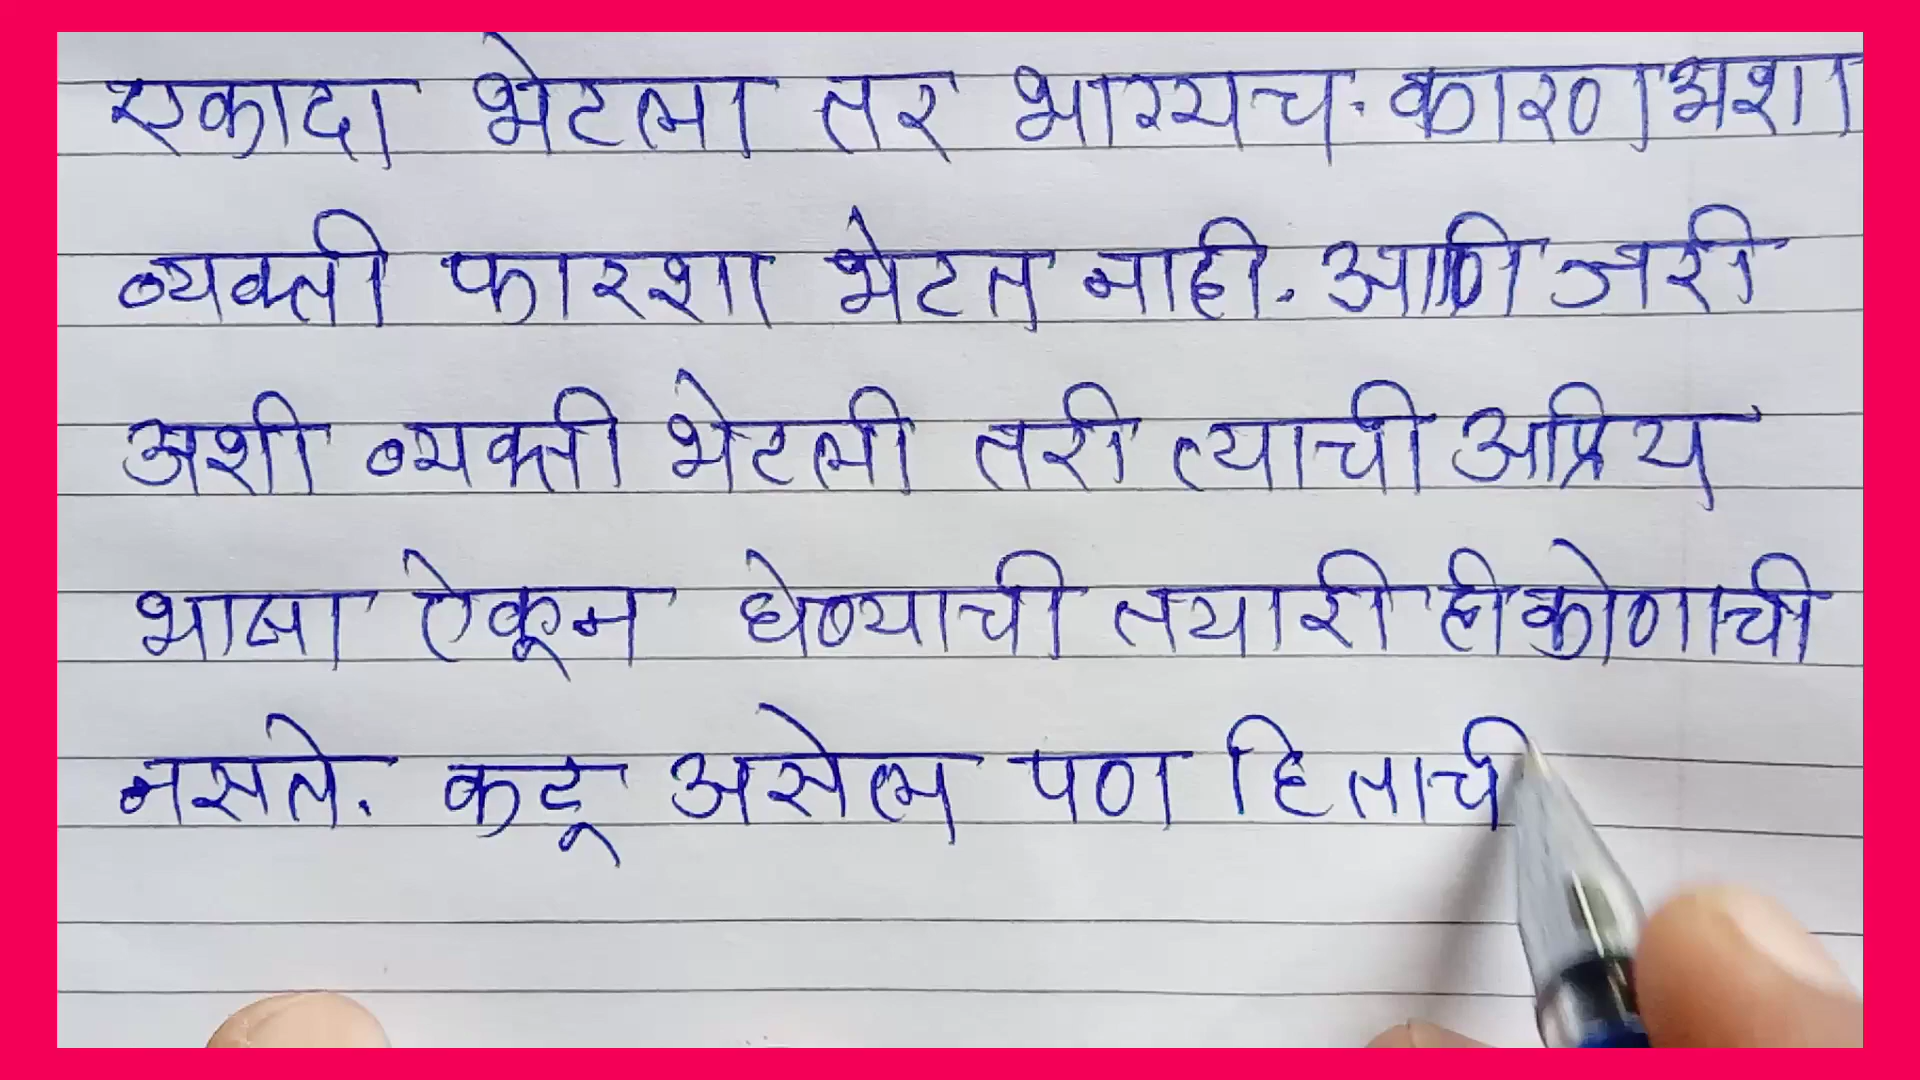 एकादा भेटला तर भाग्यच. कारण अशा
व्यक्ती फारशा भेटत नाही. आणि जरी
अशी व्यक्ती भेटली तरी त्याची अप्रिय
भाषा ऐकून घेण्याची तयारी ही कोणाची
नसते. कटू असेल पण हिताची